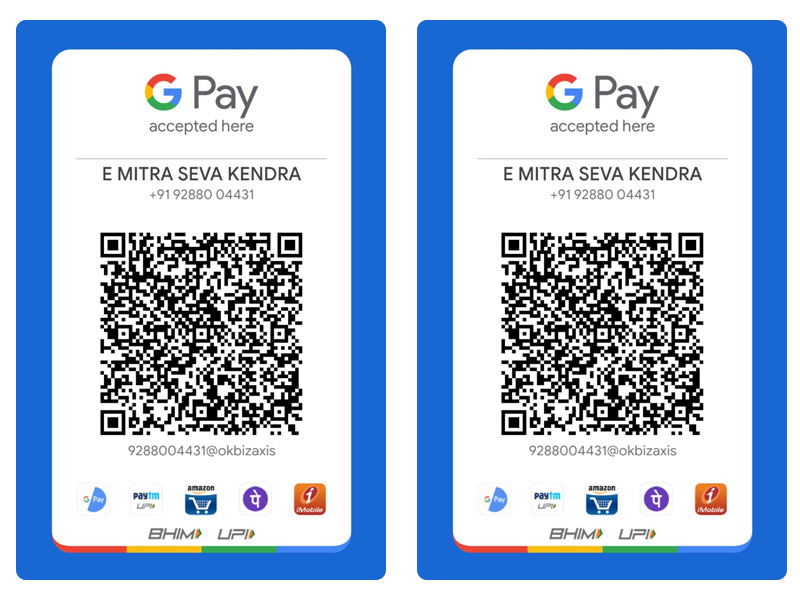 G Pay
accepted here
E MITRA SEVA KENDRA
+91 92880 04431
9288004431@okbizaxis
G Pay
paytm
UPI
amazon
पे
i
iMobile
BHIM UPI
G Pay
accepted here
E MITRA SEVA KENDRA
+91 92880 04431
9288004431@okbizaxis
G Pay
paytm
UPI
amazon
पे
i
iMobile
BHIM UPI